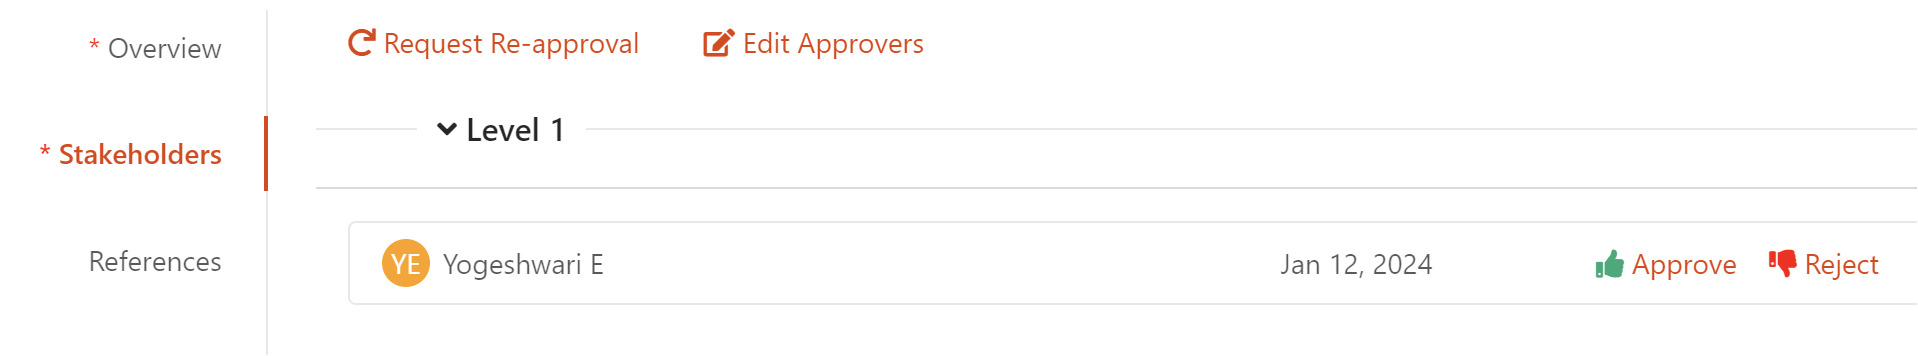 * Overview
* Stakeholders
References
Request Re-approval Edit Approvers
Level 1
YE Yogeshwari E Jan 12, 2024 Approve Reject